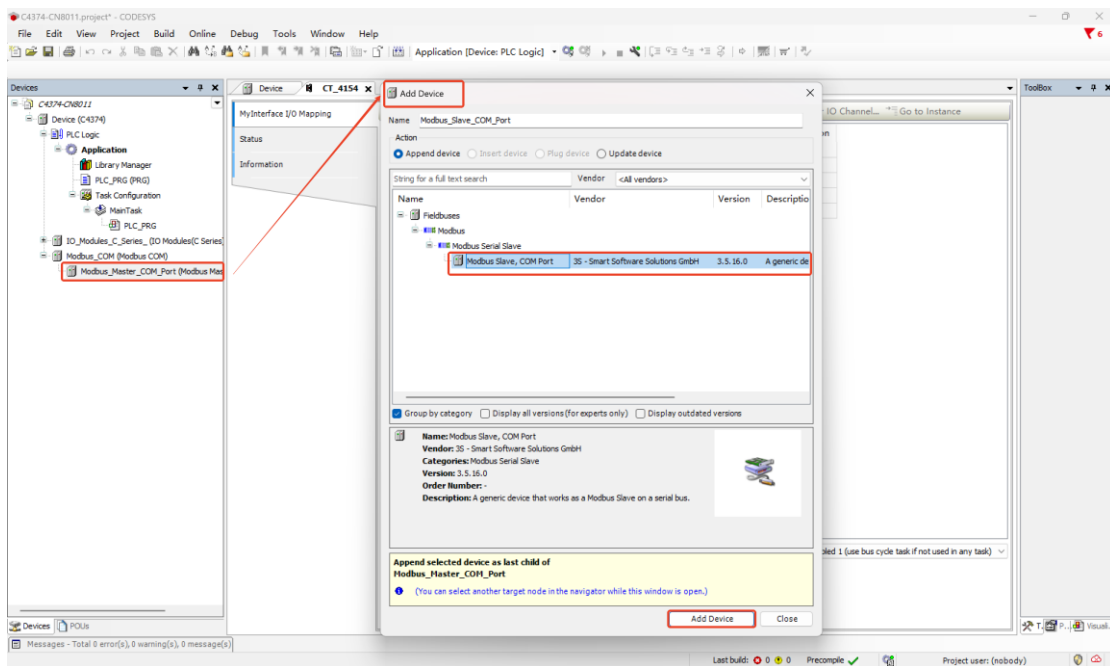 C4374-CN8011.project* - CODESYS
File Edit View Project Build Online Debug Tools Window Help
6
Application [Device: PLC Logic]
Devices
C4374-CN8011
Device (C4374)
PLC Logic
Application
Library Manager
PLC_PRG (PRG)
Task Configuration
MainTask
PLC_PRG
IO_Modules_C_Series_ (IO Modules(C Series
Modbus_COM (Modbus COM)
Modbus_Master_COM_Port (Modbus Mas
Device
CT_4154
MyInterface I/O Mapping
Status
Information
IO Channel...
Go to Instance
Add Device
Name Modbus_Slave_COM_Port
Action
Append device Insert device Plug device Update device
String for a full text search Vendor <All vendors>
Name Vendor Version Descriptio
Fieldbuses
Modbus
Modbus Serial Slave
Modbus Slave, COM Port 3S - Smart Software Solutions GmbH 3.5.16.0 A generic de
Group by category Display all versions (for experts only) Display outdated versions
Name: Modbus Slave, COM Port
Vendor: 3S - Smart Software Solutions GmbH
Categories: Modbus Serial Slave
Version: 3.5.16.0
Order Number: -
Description: A generic device that works as a Modbus Slave on a serial bus.
Append selected device as last child of
Modbus_Master_COM_Port
(You can select another target node in the navigator while this window is open.)
Add Device Close
bled 1 (use bus cycle task if not used in any task)
ToolBox
Devices POUs
T. P... Visual.
Messages - Total 0 error(s), 0 warning(s), 0 message(s)
Last build: 0 0 Precompile Project user: (nobody) 0